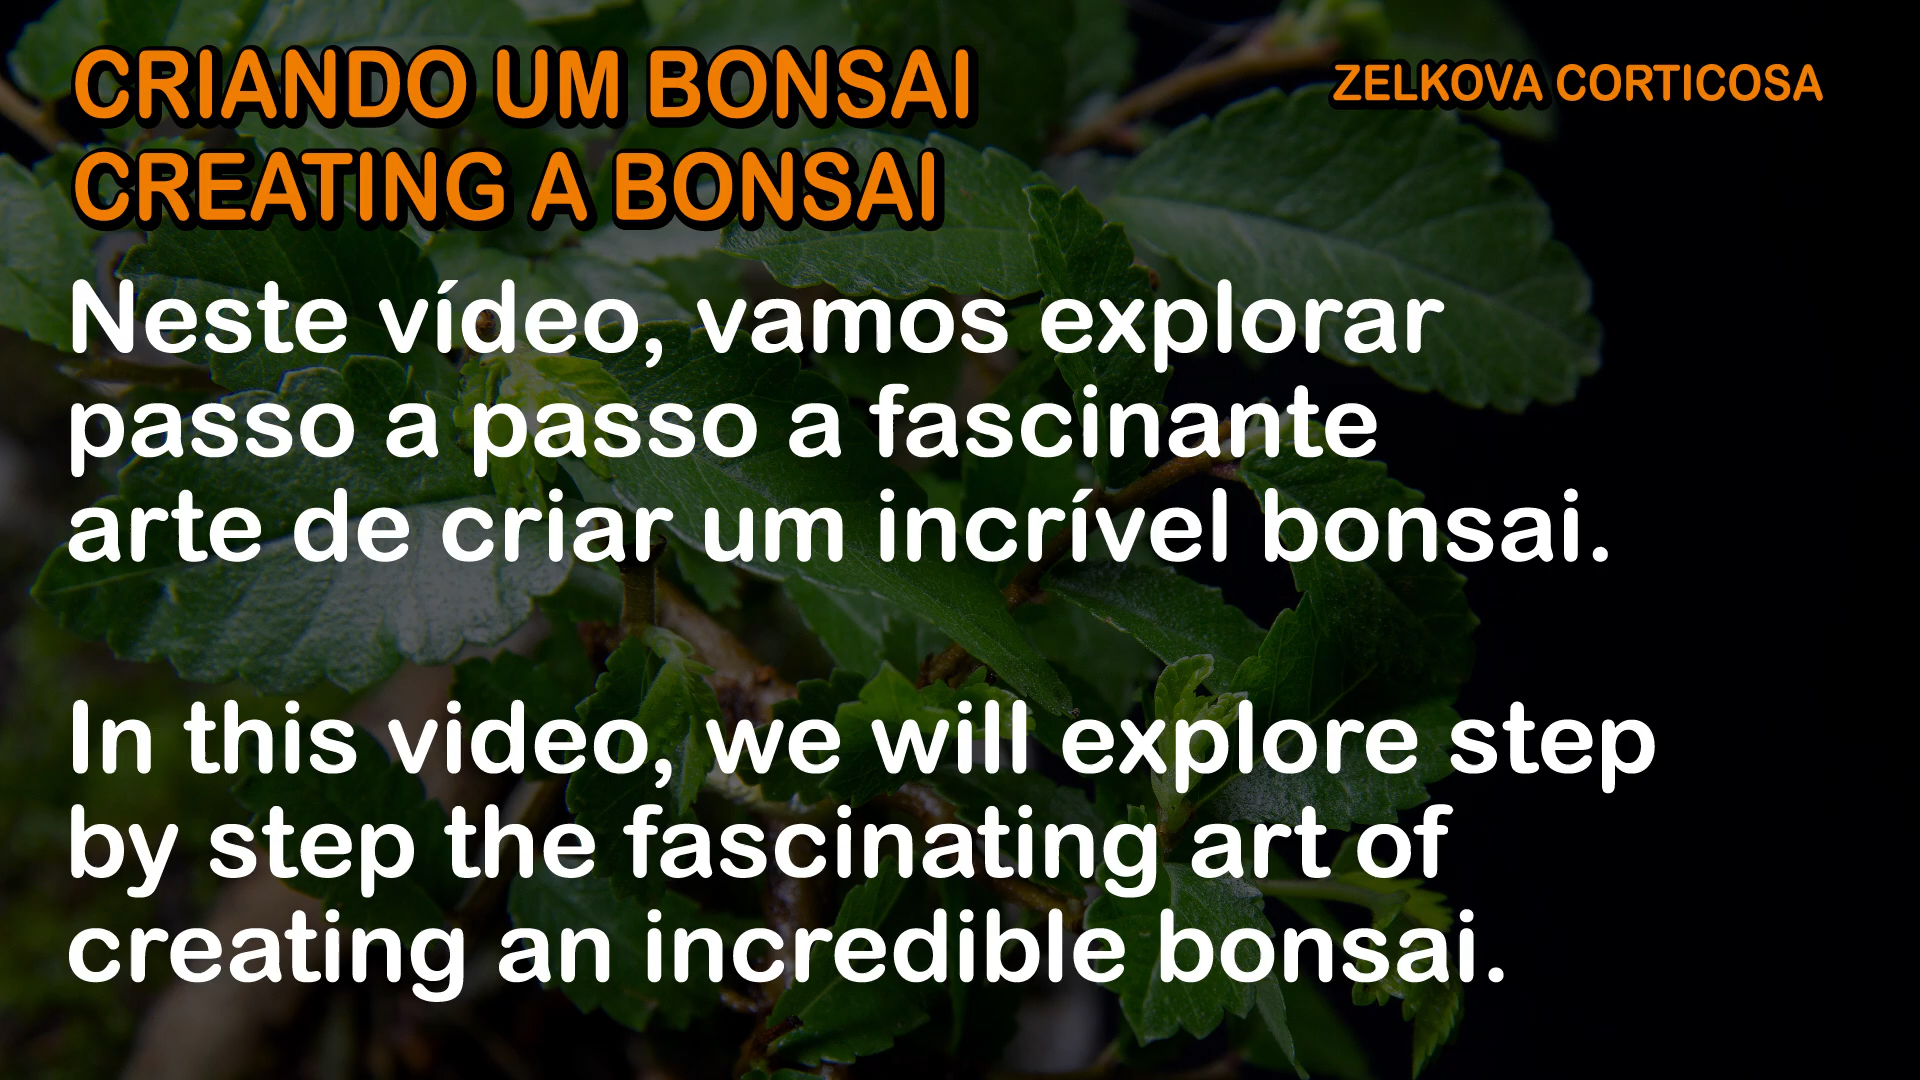 CRIANDO UM BONSAI
CREATING A BONSAI
ZELKOVA CORTICOSA
Neste vídeo, vamos explorar
passo a passo a fascinante
arte de criar um incrível bonsai.
In this video, we will explore step
by step the fascinating art of
creating an incredible bonsai.